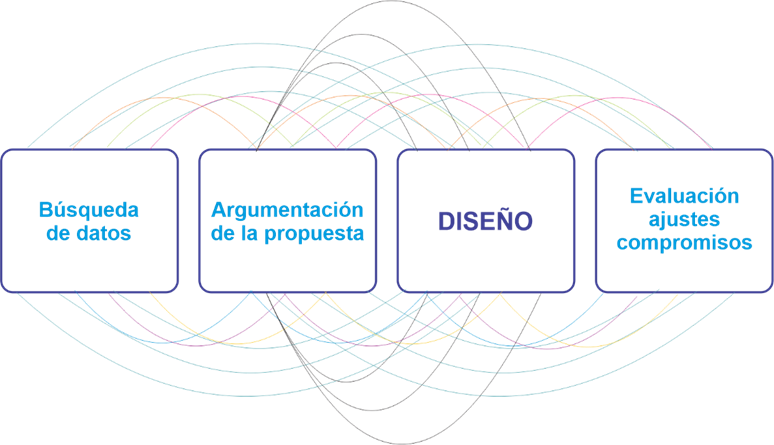 Búsqueda
de datos
Argumentación
de la propuesta
DISEÑO
Evaluación
ajustes
compromisos